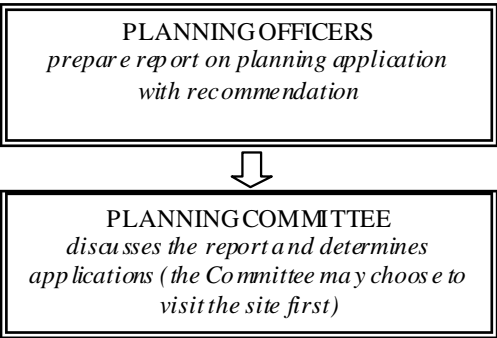 PLANNING OFFICERS
prepare report on planning application
with recommendation
PLANNING COMMITTEE
discusses the report and determines
applications (the Committee may choose to
visit the site first)